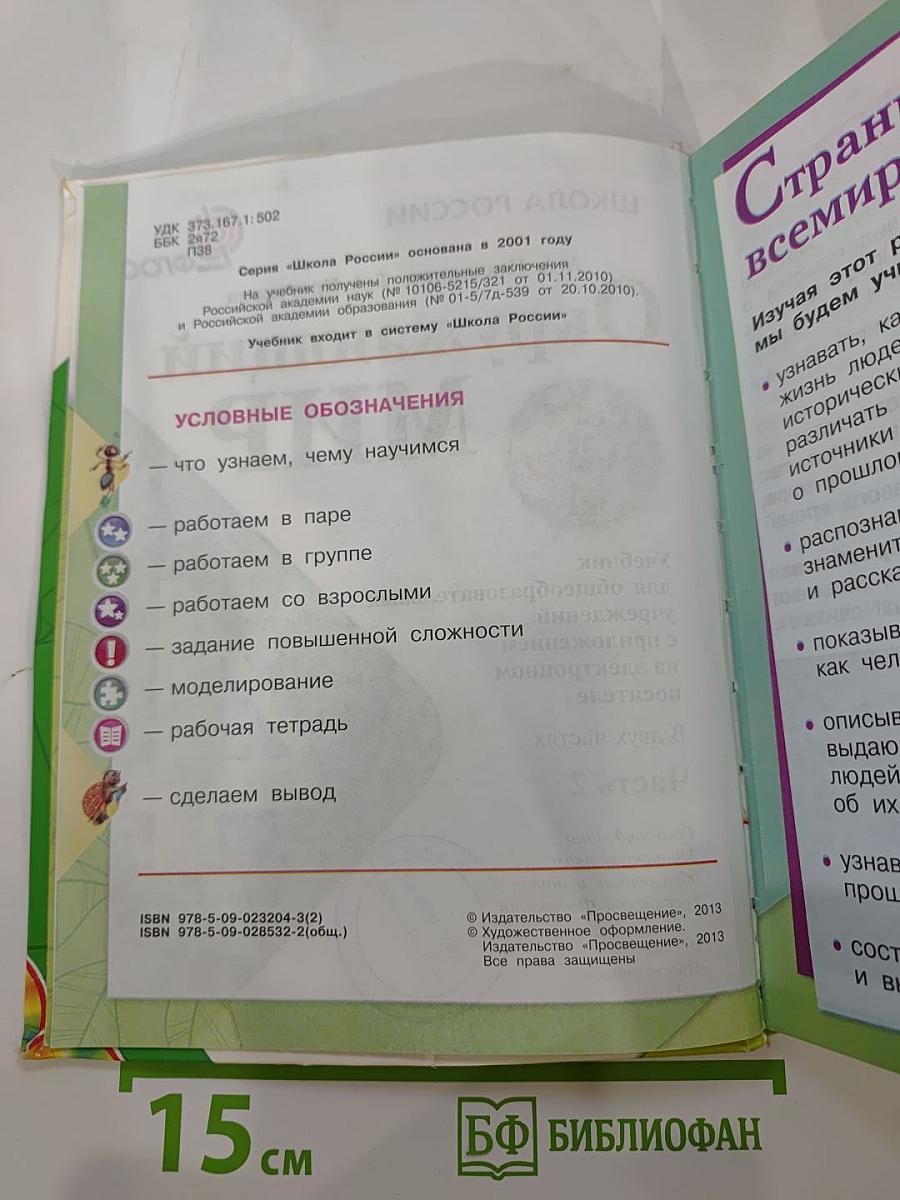 УДК 373.167.1:502
ББК 2я72
П38
Серия «Школа России» основана в 2001 году
На учебник получены положительные заключения
Российской академии наук (№ 10106-5215/321 от 01.11.2010)
и Российской академии образования (№ 01-5/7д-539 от 20.10.2010).
Учебник входит в систему «Школа России»
УСЛОВНЫЕ ОБОЗНАЧЕНИЯ
— что узнаем, чему научимся
— работаем в паре
— работаем в группе
— работаем со взрослыми
— задание повышенной сложности
— моделирование
— рабочая тетрадь
— сделаем вывод
ISBN 978-5-09-023204-3(2)
ISBN 978-5-09-028532-2(общ.)
© Издательство «Просвещение», 2013
© Художественное оформление.
Издательство «Просвещение», 2013
Все права защищены
Стран
всемир
Изучая этот р
мы будем учи
• узнавать, ка
жизнь люде
исторически
различать
источники
о прошло
• распозна
знаменит
и расска
• показыв
как чел
• описыв
выдаю
людей
об их
• узнав
прош
• сост
и вы
15 см
БФ БИБЛИОФАН